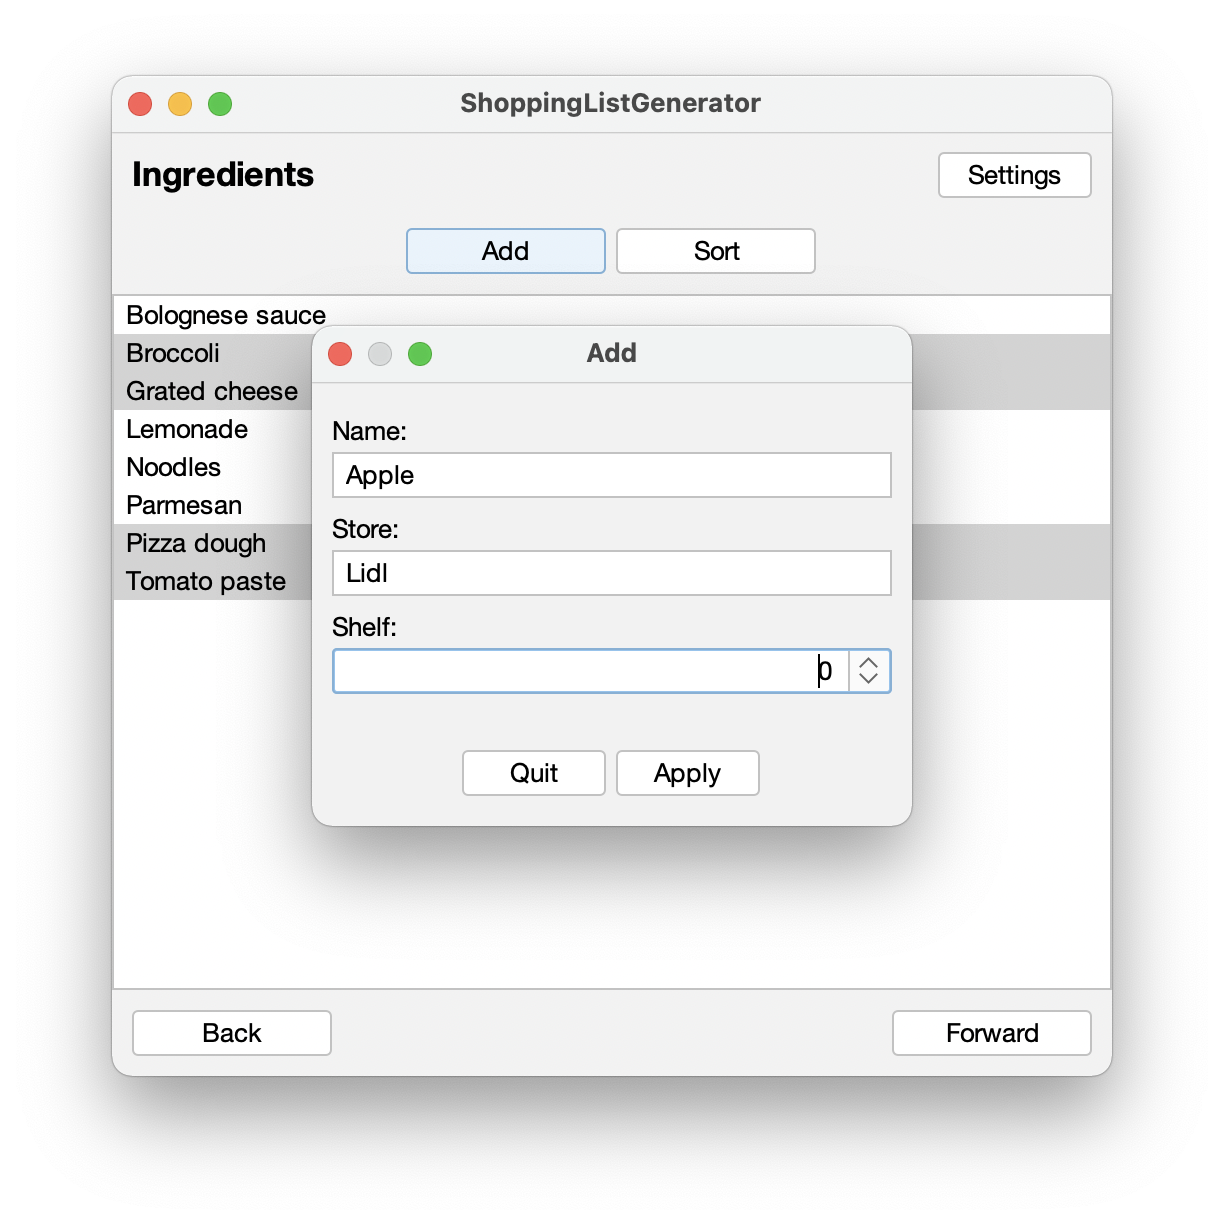 ShoppingListGenerator
Ingredients
Settings
Add
Sort
Bolognese sauce
Broccoli
Grated cheese
Lemonade
Noodles
Parmesan
Pizza dough
Tomato paste
Add
Name:
Apple
Store:
Lidl
Shelf:
0
Quit
Apply
Back
Forward